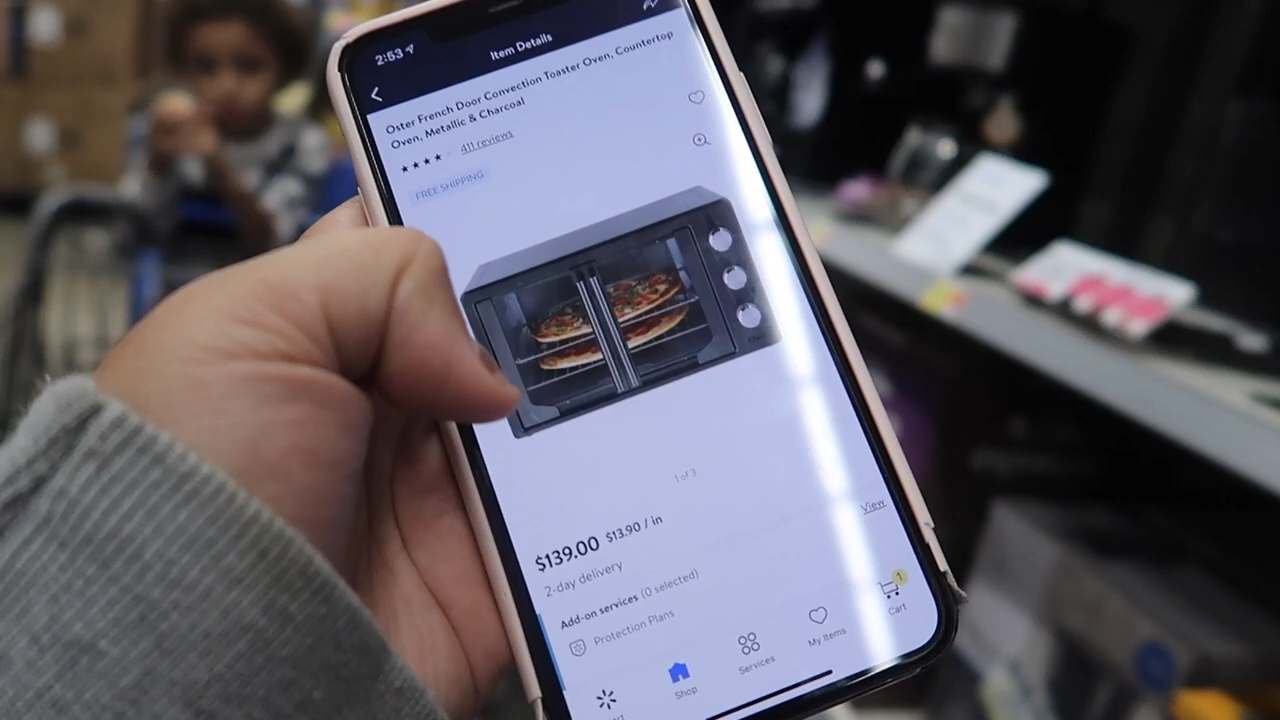 2:53
Item Details
Oster French Door Convection Toaster Oven, Countertop
Oven, Metallic & Charcoal
411 reviews
FREE SHIPPING
1 of 3
View
$139.00 $13.90 / in
2-day delivery
Add-on services (0 selected)
Protection Plans
1
Shop
Services
My Items
Cart